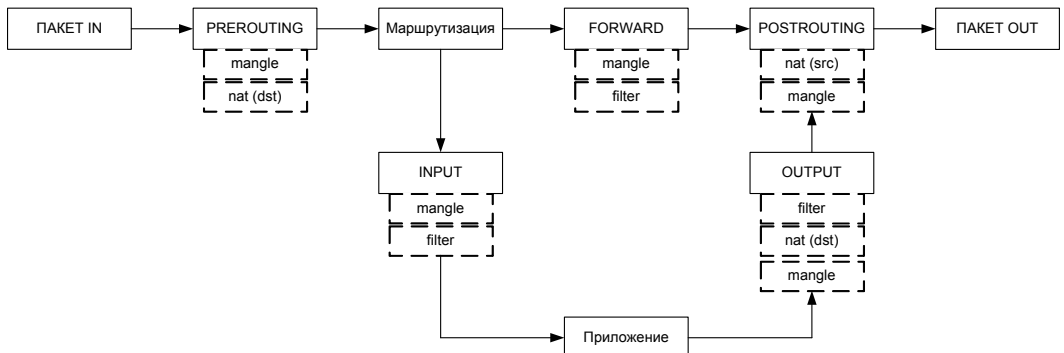 ПАКЕТ IN
PREROUTING
Маршрутизация
FORWARD
POSTROUTING
ПАКЕТ OUT
mangle
nat (dst)
mangle
filter
nat (src)
mangle
INPUT
mangle
filter
OUTPUT
filter
nat (dst)
mangle
Приложение